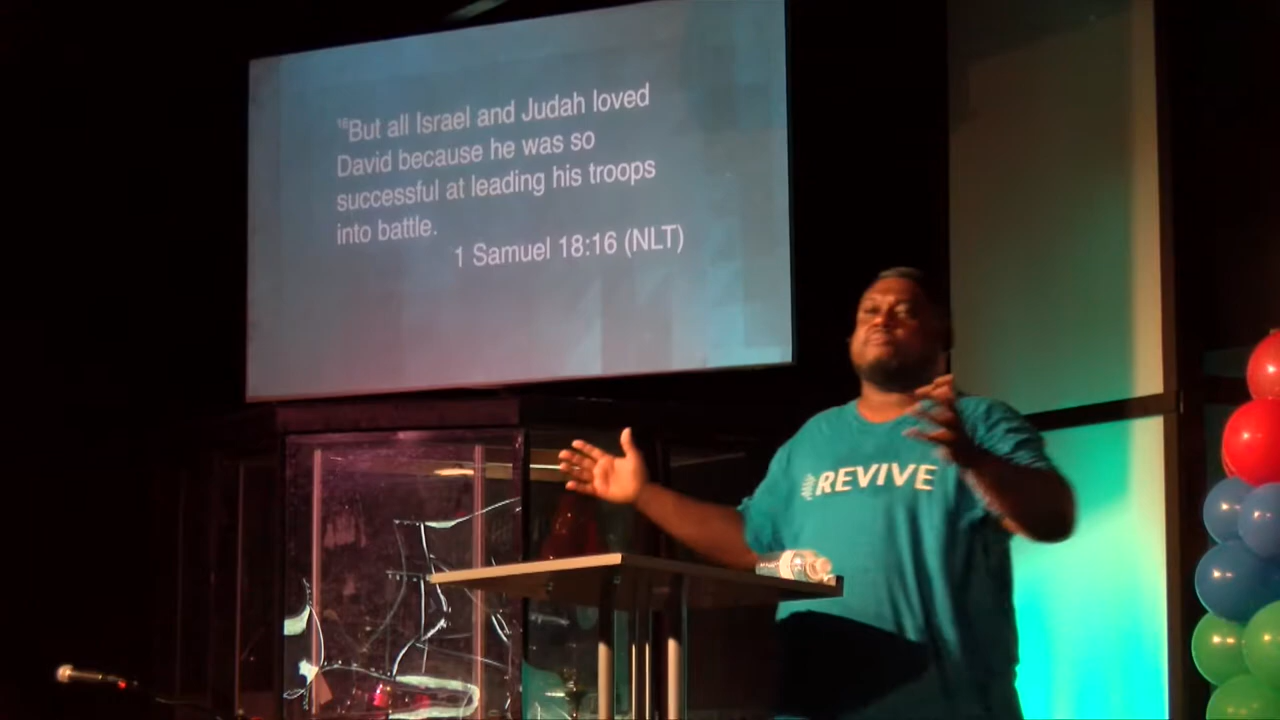 ¹⁶But all Israel and Judah loved
David because he was so
successful at leading his troops
into battle.
1 Samuel 18:16 (NLT)
REVIVE